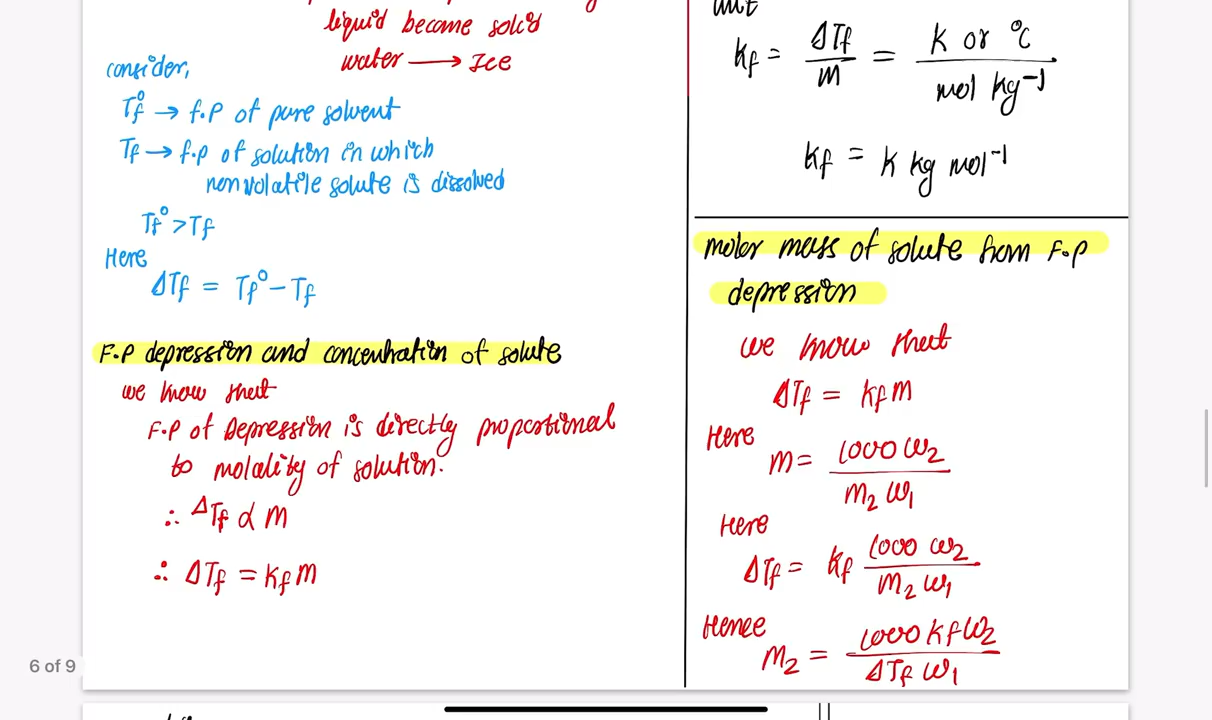 liquid become solid
water → Ice
consider,
Tf° → f.p of pure solvent
Tf → f.p of solution in which
nonvolatile solute is dissolved
Tf° > Tf
Here
ΔTf = Tf° - Tf
F.P depression and concentration of solute
we know that
F.P of Depression is directly proportional
to molality of solution.
∴ ΔTf ∝ m
∴ ΔTf = Kf m
6 of 9
Kf = ΔTf / m = K or °C / mol kg⁻¹
Kf = K kg mol⁻¹
molar mass of solute from F.P
depression
we know that
ΔTf = Kf m
Here
m = 1000 W₂ / M₂ W₁
Here
ΔTf = Kf 1000 W₂ / M₂ W₁
Hence
M₂ = 1000 Kf W₂ / ΔTf W₁